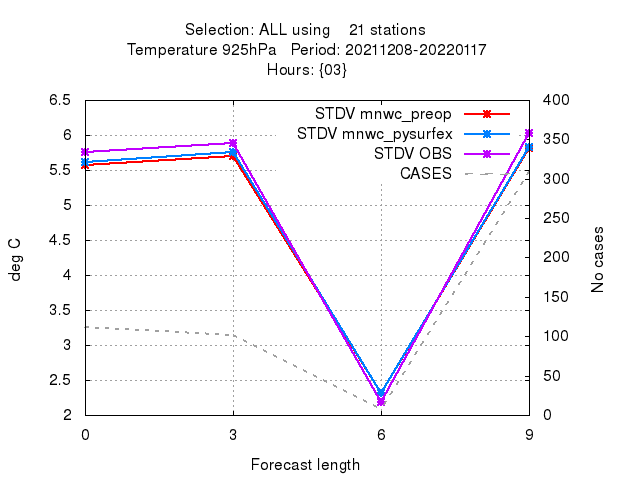 Selection: ALL using    21 stations
Temperature 925hPa   Period: 20211208-20220117
Hours: {03}
6.5
6
5.5
5
4.5
4
3.5
3
2.5
2
deg C
STDV mnwc_preop
STDV mnwc_pysurfex
STDV OBS
CASES
400
350
300
250
200
150
100
50
0
No cases
0 3 6 9
Forecast length